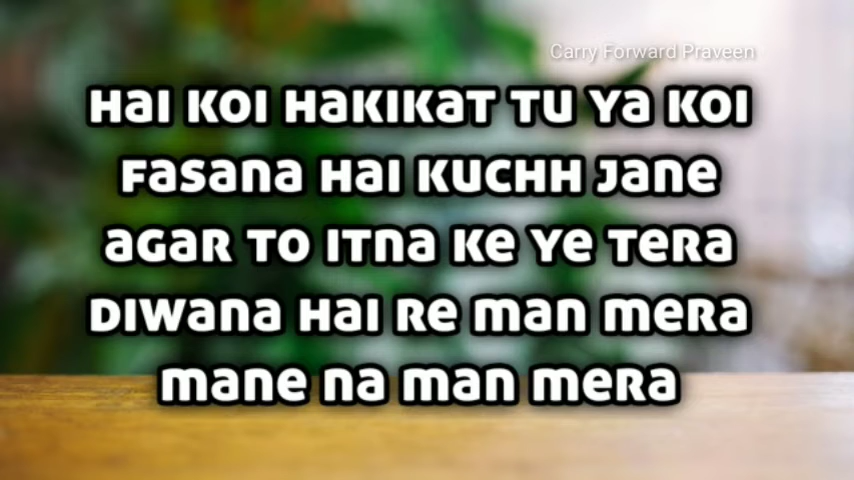 Carry Forward Praveen
Hai koi hakikat tu ya koi
fasana hai kuchh jane
agar to itna ke ye tera
diwana hai re man mera
mane na man mera